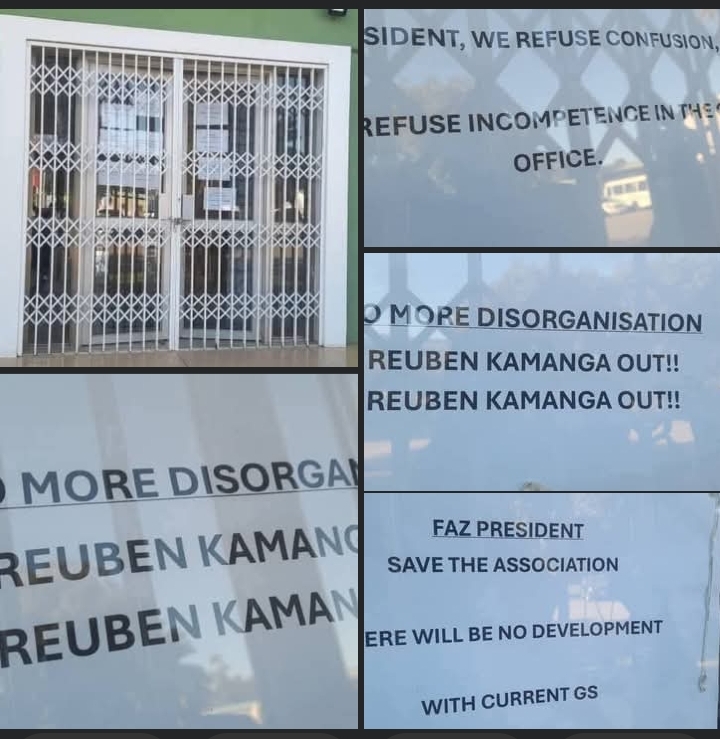 SIDENT, WE REFUSE CONFUSION,
REFUSE INCOMPETENCE IN THE
OFFICE.
O MORE DISORGANISATION
REUBEN KAMANGA OUT!!
REUBEN KAMANGA OUT!!
O MORE DISORGAN
REUBEN KAMANG
REUBEN KAMAN
FAZ PRESIDENT
SAVE THE ASSOCIATION
ERE WILL BE NO DEVELOPMENT
WITH CURRENT GS